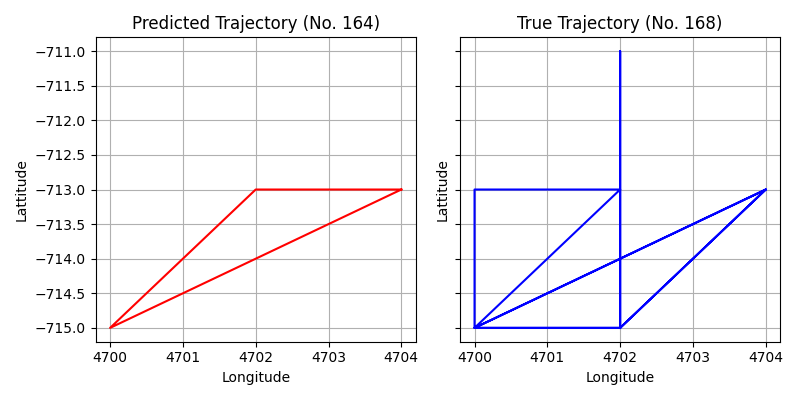 Predicted Trajectory (No. 164)
True Trajectory (No. 168)
−711.0
−711.5
−712.0
−712.5
−713.0
−713.5
−714.0
−714.5
−715.0
Lattitude
Lattitude
4700 4701 4702 4703 4704
4700 4701 4702 4703 4704
Longitude
Longitude